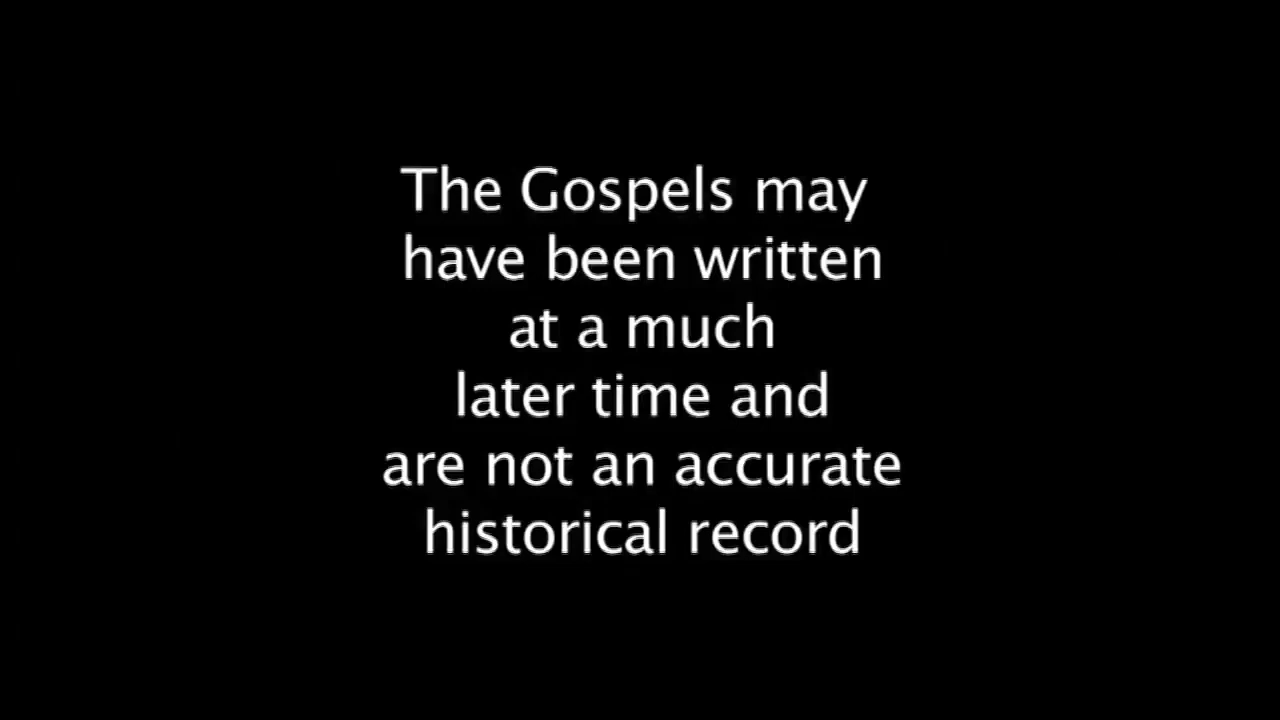 The Gospels may
have been written
at a much
later time and
are not an accurate
historical record